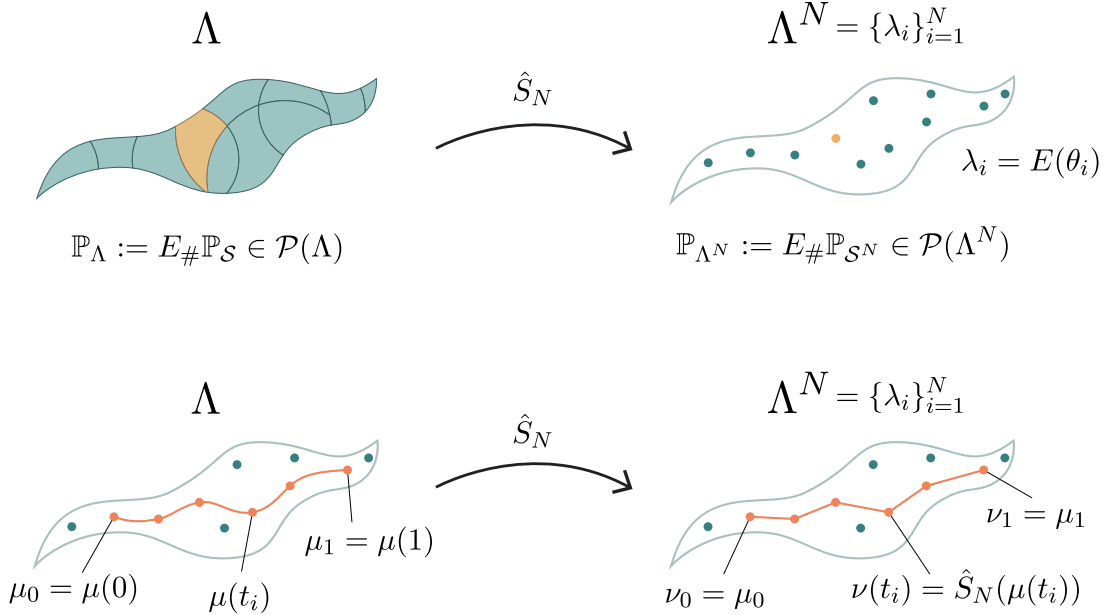 Λ
Ŝ_N
Λ^N = {λ_i}_{i=1}^N
λ_i = E(θ_i)
ℙ_Λ := E_#ℙ_𝒮 ∈ 𝒫(Λ)
ℙ_{Λ^N} := E_#ℙ_{𝒮^N} ∈ 𝒫(Λ^N)
Λ
Ŝ_N
Λ^N = {λ_i}_{i=1}^N
μ_0 = μ(0)
μ(t_i)
μ_1 = μ(1)
ν_0 = μ_0
ν(t_i) = Ŝ_N(μ(t_i))
ν_1 = μ_1